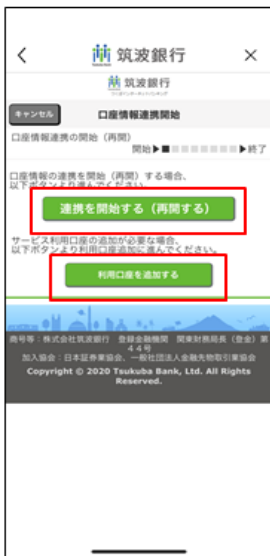 筑波銀行
筑波銀行
キャンセル
口座情報連携開始
口座情報連携の開始（再開）
開始▶■□□□□□□□▶終了
口座情報の連携を開始（再開）する場合、
以下ボタンより進んでください。
連携を開始する（再開する）
サービス利用口座の追加が必要な場合、
以下ボタンより利用口座追加に進んでください。
利用口座を追加する
商号等：株式会社筑波銀行　登録金融機関　関東財務局長（登金）第
４４号
加入協会：日本証券業協会、一般社団法人金融先物取引業協会
Copyright © 2020 Tsukuba Bank, Ltd. All Rights
Reserved.